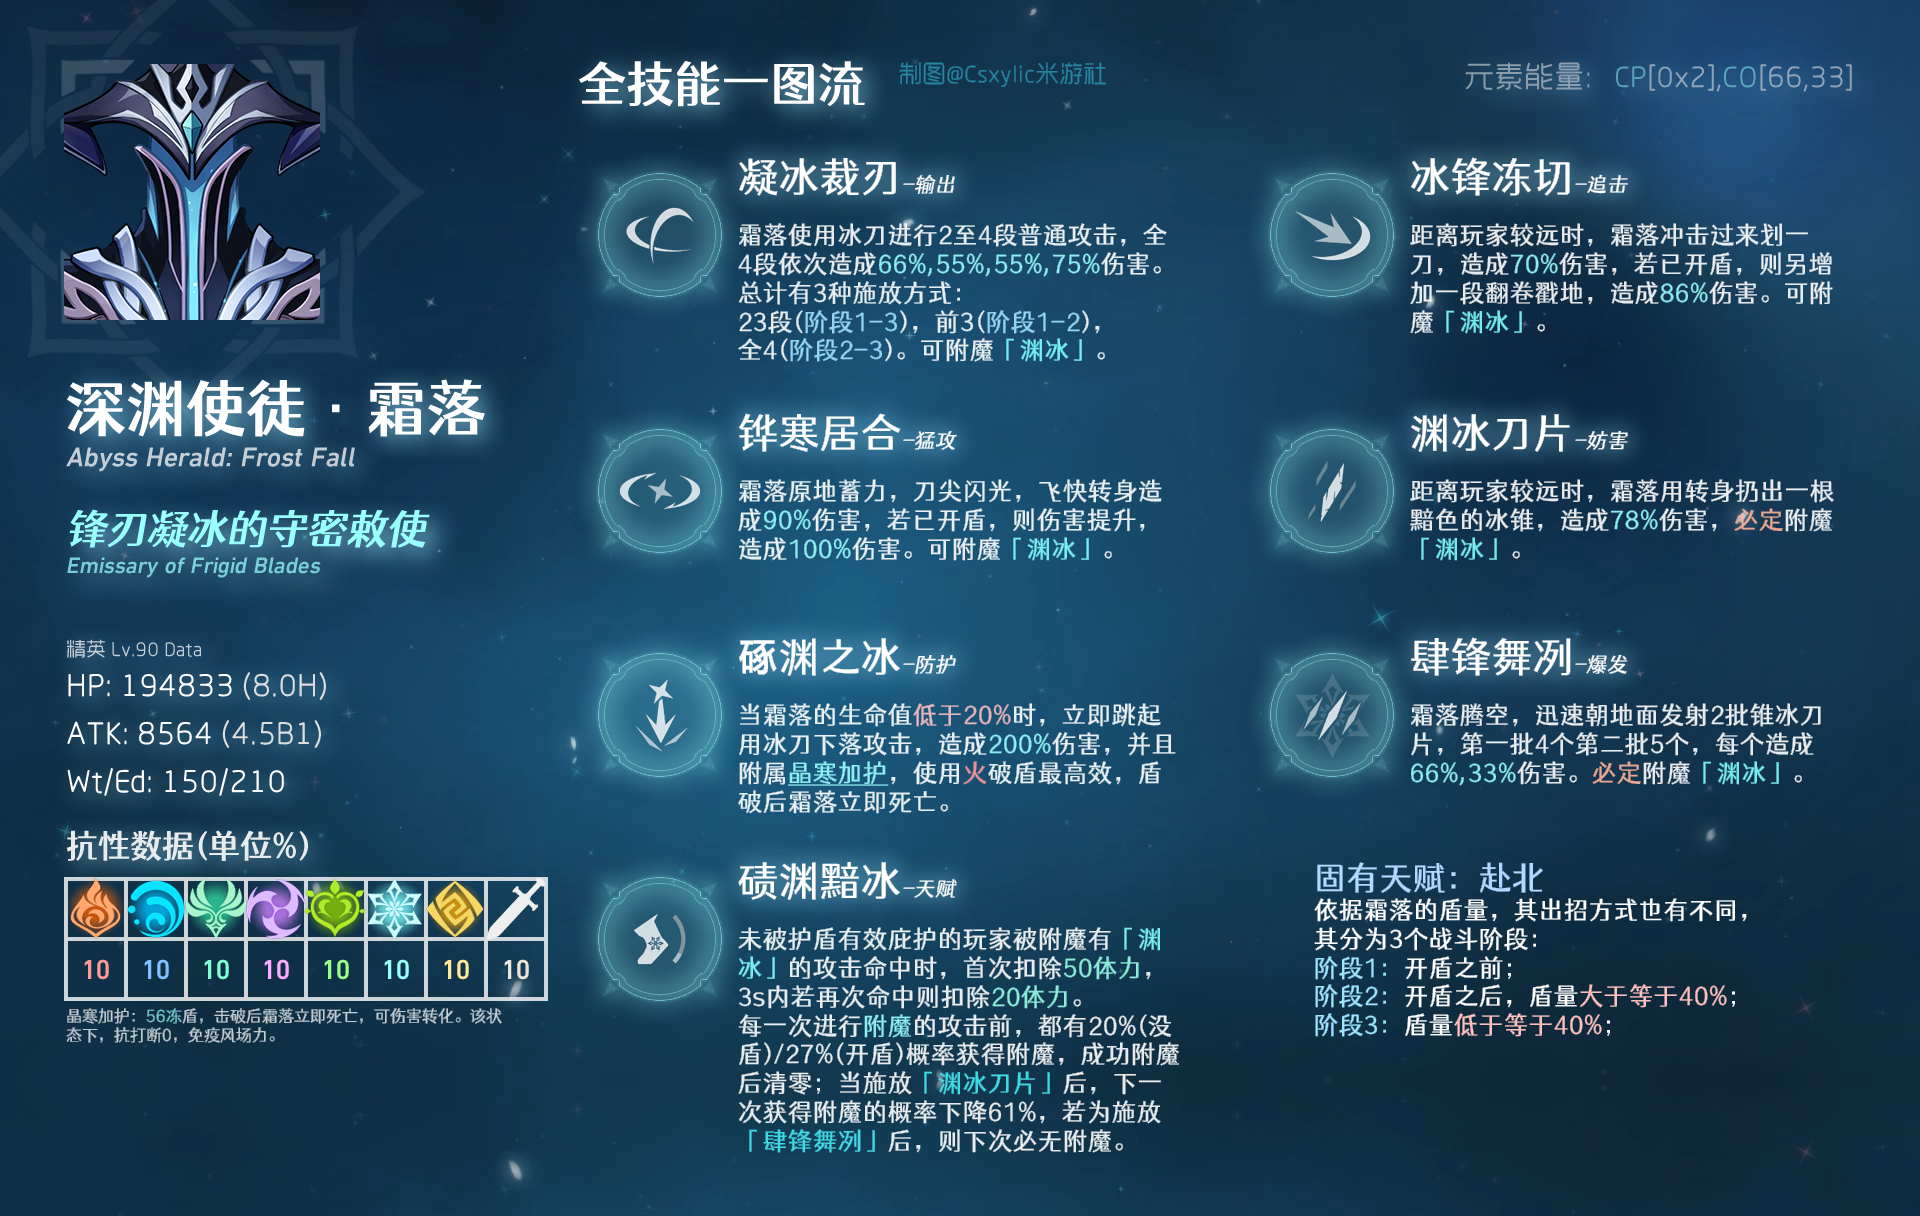 全技能一图流
制图@Csxylic米游社
元素能量： CP[0x2],CO[66,33]
深渊使徒·霜落
Abyss Herald: Frost Fall
锋刃凝冰的守密敕使
Emissary of Frigid Blades
精英 Lv.90 Data
HP: 194833 (8.0H)
ATK: 8564 (4.5B1)
Wt/Ed: 150/210
抗性数据(单位%)
10 10 10 10 10 10 10 10
晶寒加护：56冻盾，击破后霜落立即死亡，可伤害转化。该状
态下，抗打断0，免疫风场力。
凝冰裁刃-输出
霜落使用冰刀进行2至4段普通攻击，全
4段依次造成66%,55%,55%,75%伤害。
总计有3种施放方式：
23段(阶段1-3)，前3(阶段1-2)，
全4(阶段2-3)。可附魔「渊冰」。
铧寒居合-猛攻
霜落原地蓄力，刀尖闪光，飞快转身造
成90%伤害，若已开盾，则伤害提升，
造成100%伤害。可附魔「渊冰」。
硺渊之冰-防护
当霜落的生命值低于20%时，立即跳起
用冰刀下落攻击，造成200%伤害，并且
附属晶寒加护，使用火破盾最高效，盾
破后霜落立即死亡。
碛渊黯冰-天赋
未被护盾有效庇护的玩家被附魔有「渊
冰」的攻击命中时，首次扣除50体力，
3s内若再次命中则扣除20体力。
每一次进行附魔的攻击前，都有20%(没
盾)/27%(开盾)概率获得附魔，成功附魔
后清零；当施放「渊冰刀片」后，下一
次获得附魔的概率下降61%，若为施放
「肆锋舞冽」后，则下次必无附魔。
冰锋冻切-追击
距离玩家较远时，霜落冲击过来划一
刀，造成70%伤害，若已开盾，则另增
加一段翻卷戳地，造成86%伤害。可附
魔「渊冰」。
渊冰刀片-妨害
距离玩家较远时，霜落用转身扔出一根
黯色的冰锥，造成78%伤害，必定附魔
「渊冰」。
肆锋舞冽-爆发
霜落腾空，迅速朝地面发射2批锥冰刀
片，第一批4个第二批5个，每个造成
66%,33%伤害。必定附魔「渊冰」。
固有天赋：赴北
依据霜落的盾量，其出招方式也有不同，
其分为3个战斗阶段：
阶段1：开盾之前；
阶段2：开盾之后，盾量大于等于40%；
阶段3：盾量低于等于40%；